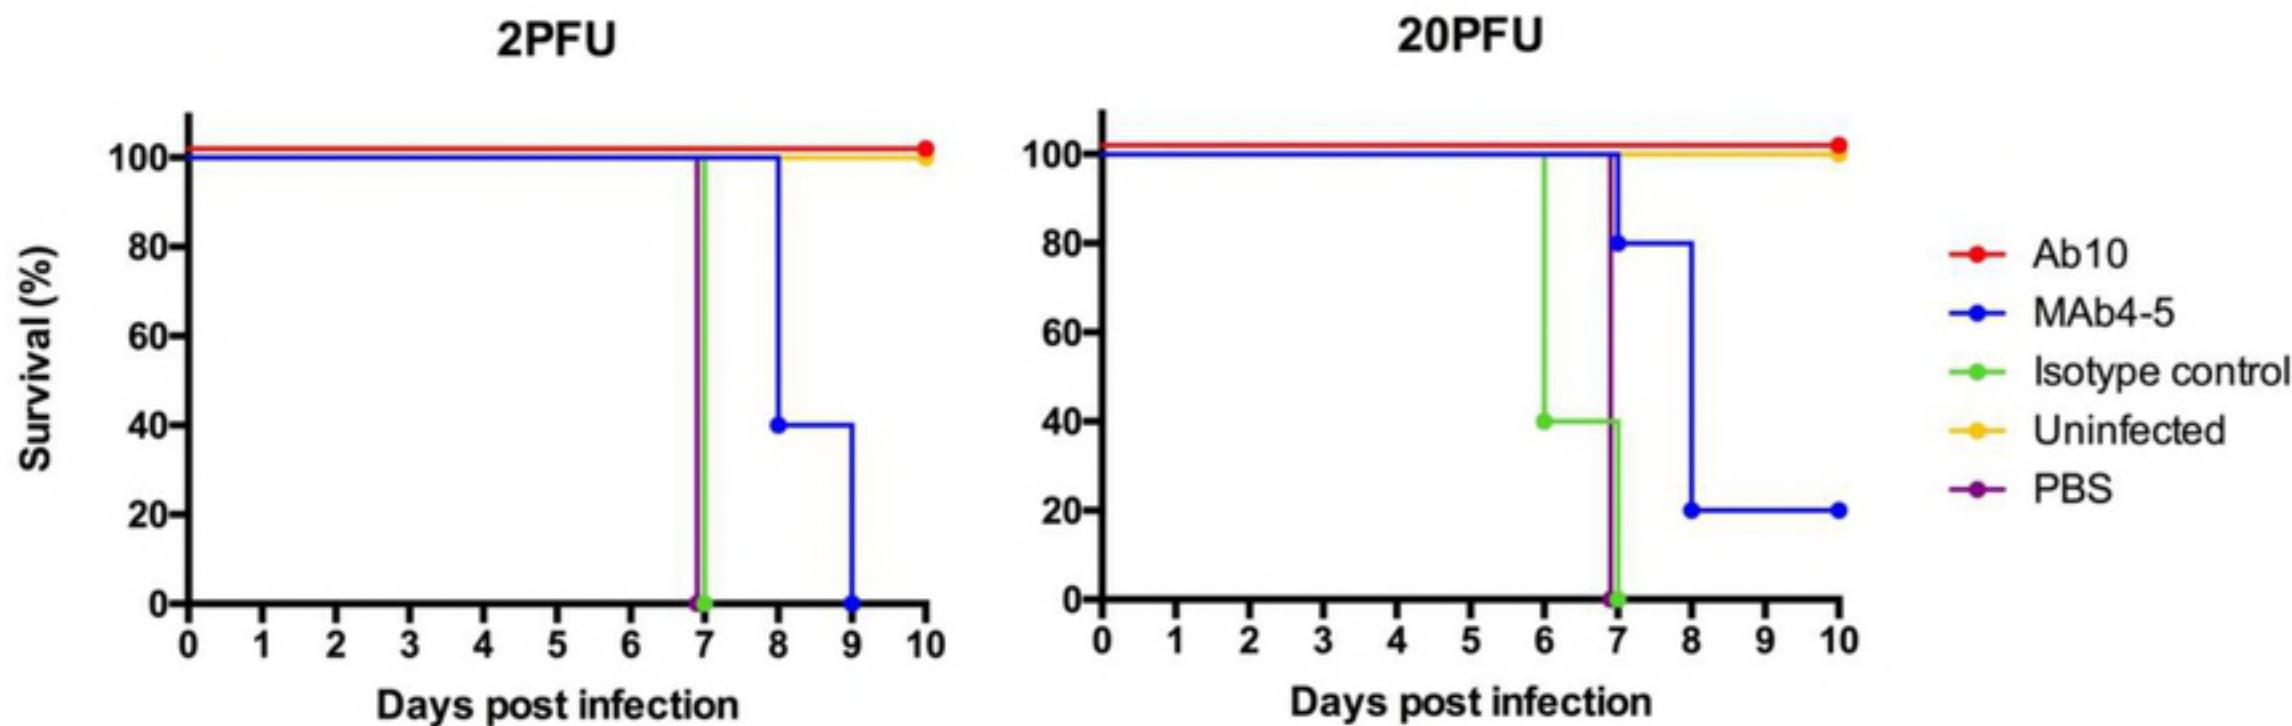 2PFU
100
80
60
40
20
0
Survival (%)
0 1 2 3 4 5 6 7 8 9 10
Days post infection
20PFU
100
80
60
40
20
0
0 1 2 3 4 5 6 7 8 9 10
Days post infection
Ab10
MAb4-5
Isotype control
Uninfected
PBS